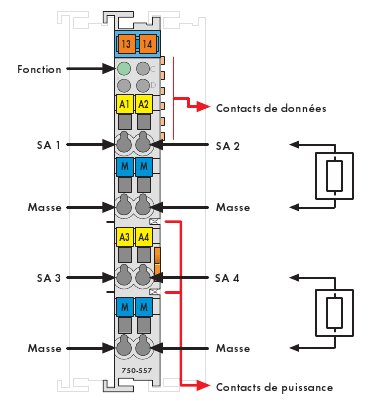 13 14
Fonction
A C
B D
A1 A2
Contacts de données
SA 1
SA 2
M M
Masse
Masse
A3 A4
SA 3
SA 4
M M
Masse
Masse
750-557
Contacts de puissance